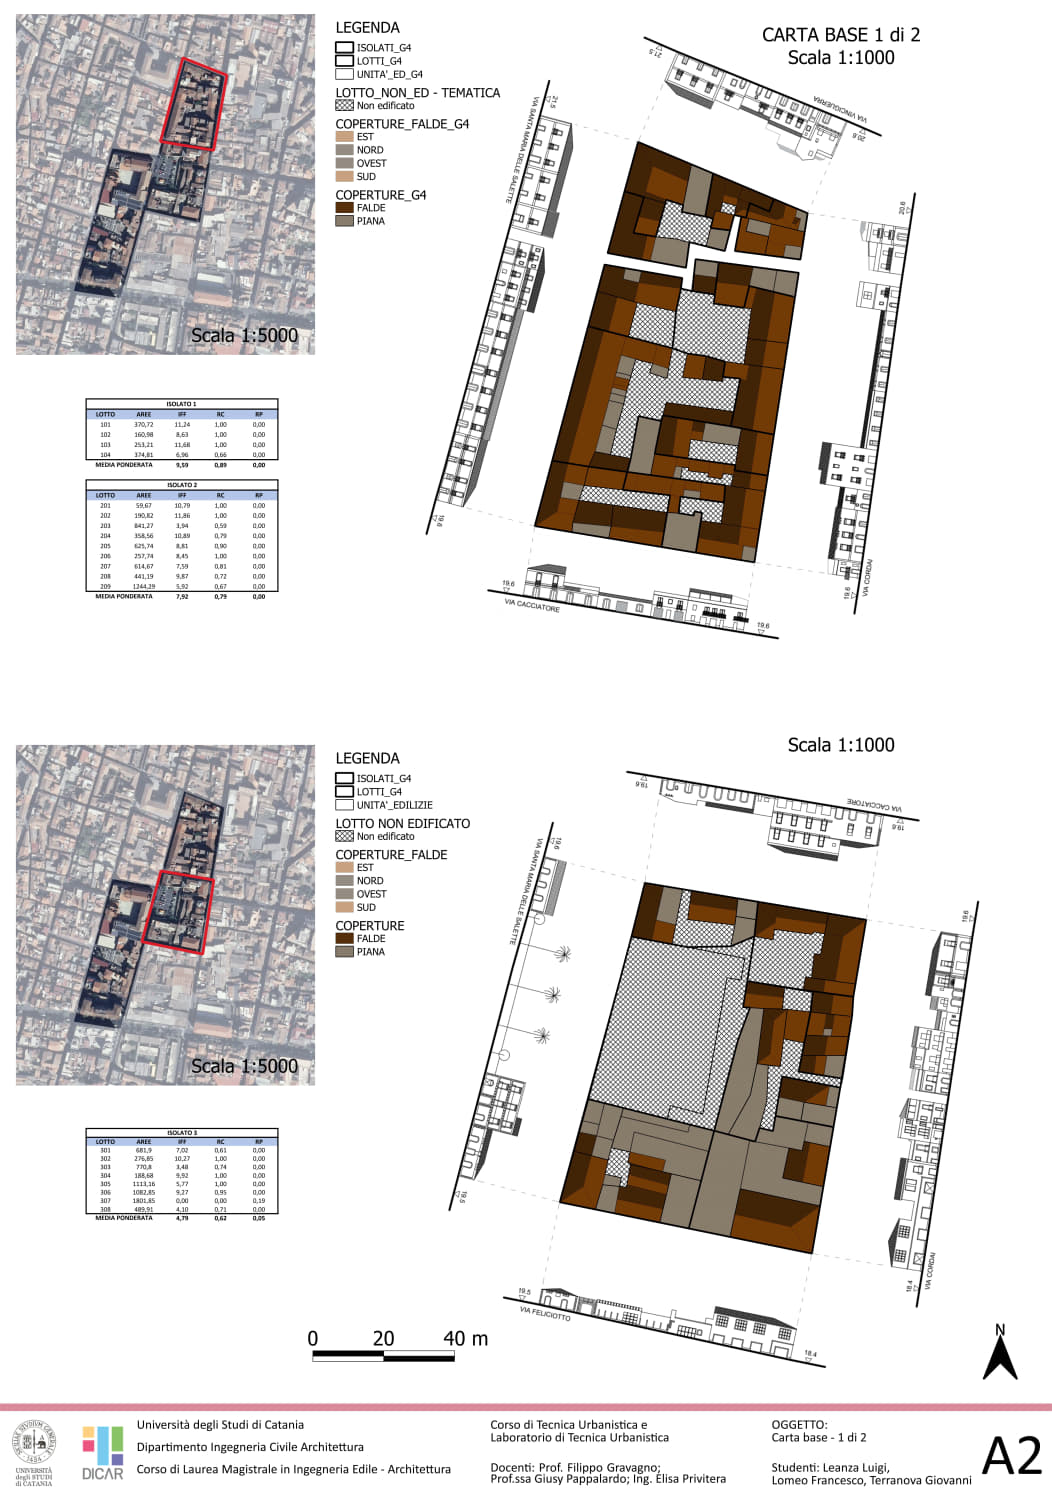 CARTA BASE 1 di 2
Scala 1:1000
Scala 1:5000
LEGENDA
ISOLATI_G4
LOTTI_G4
UNITA'_ED_G4
LOTTO_NON_ED - TEMATICA
Non edificato
COPERTURE_FALDE_G4
EST
NORD
OVEST
SUD
COPERTURE_G4
FALDE
PIANA
21.5
VIA VINCIGUERRA
20.6
21.5
VIA SANTA MARIA DELLE SALETTE
19.6
20.6
VIA CORDAI
19.6
19.6
VIA CACCIATORE
19.6
ISOLATO 1
LOTTO AREE IFF RC RP
101 370,72 11,24 1,00 0,00
102 160,98 8,63 1,00 0,00
103 253,21 11,68 1,00 0,00
104 374,81 6,96 0,66 0,00
MEDIA PONDERATA 9,59 0,89 0,00
ISOLATO 2
LOTTO AREE IFF RC RP
201 59,67 10,79 1,00 0,00
202 190,82 11,86 1,00 0,00
203 841,27 3,94 0,59 0,00
204 358,56 10,89 0,79 0,00
205 625,74 8,81 0,90 0,00
206 257,74 8,45 1,00 0,00
207 614,67 7,59 0,81 0,00
208 441,19 9,87 0,72 0,00
209 1244,29 5,92 0,67 0,00
MEDIA PONDERATA 7,92 0,79 0,00
Scala 1:1000
Scala 1:5000
LEGENDA
ISOLATI_G4
LOTTI_G4
UNITA'_EDILIZIE
LOTTO NON EDIFICATO
Non edificato
COPERTURE_FALDE
EST
NORD
OVEST
SUD
COPERTURE
FALDE
PIANA
19.6
VIA CACCIATORE
19.6
19.6
VIA SANTA MARIA DELLE SALETTE
19.5
19.6
VIA CORDAI
18.4
19.5
VIA FELICIOTTO
18.4
ISOLATO 3
LOTTO AREE IFF RC RP
301 681,9 7,02 0,61 0,00
302 276,85 10,27 1,00 0,00
303 770,8 3,48 0,74 0,00
304 188,68 9,92 1,00 0,00
305 1113,16 5,77 1,00 0,00
306 1082,85 9,27 0,95 0,00
307 1801,85 0,00 0,00 0,19
308 489,91 4,10 0,71 0,00
MEDIA PONDERATA 4,79 0,62 0,05
0 20 40 m
N
SICILIAE STUDIUM GENERALE
1434
UNIVERSITÀ
degli STUDI
di CATANIA
DICAR
Università degli Studi di Catania
Dipartimento Ingegneria Civile Architettura
Corso di Laurea Magistrale in Ingegneria Edile - Architettura
Corso di Tecnica Urbanistica e
Laboratorio di Tecnica Urbanistica
Docenti: Prof. Filippo Gravagno;
Prof.ssa Giusy Pappalardo; Ing. Elisa Privitera
OGGETTO:
Carta base - 1 di 2
Studenti: Leanza Luigi,
Lomeo Francesco, Terranova Giovanni
A2